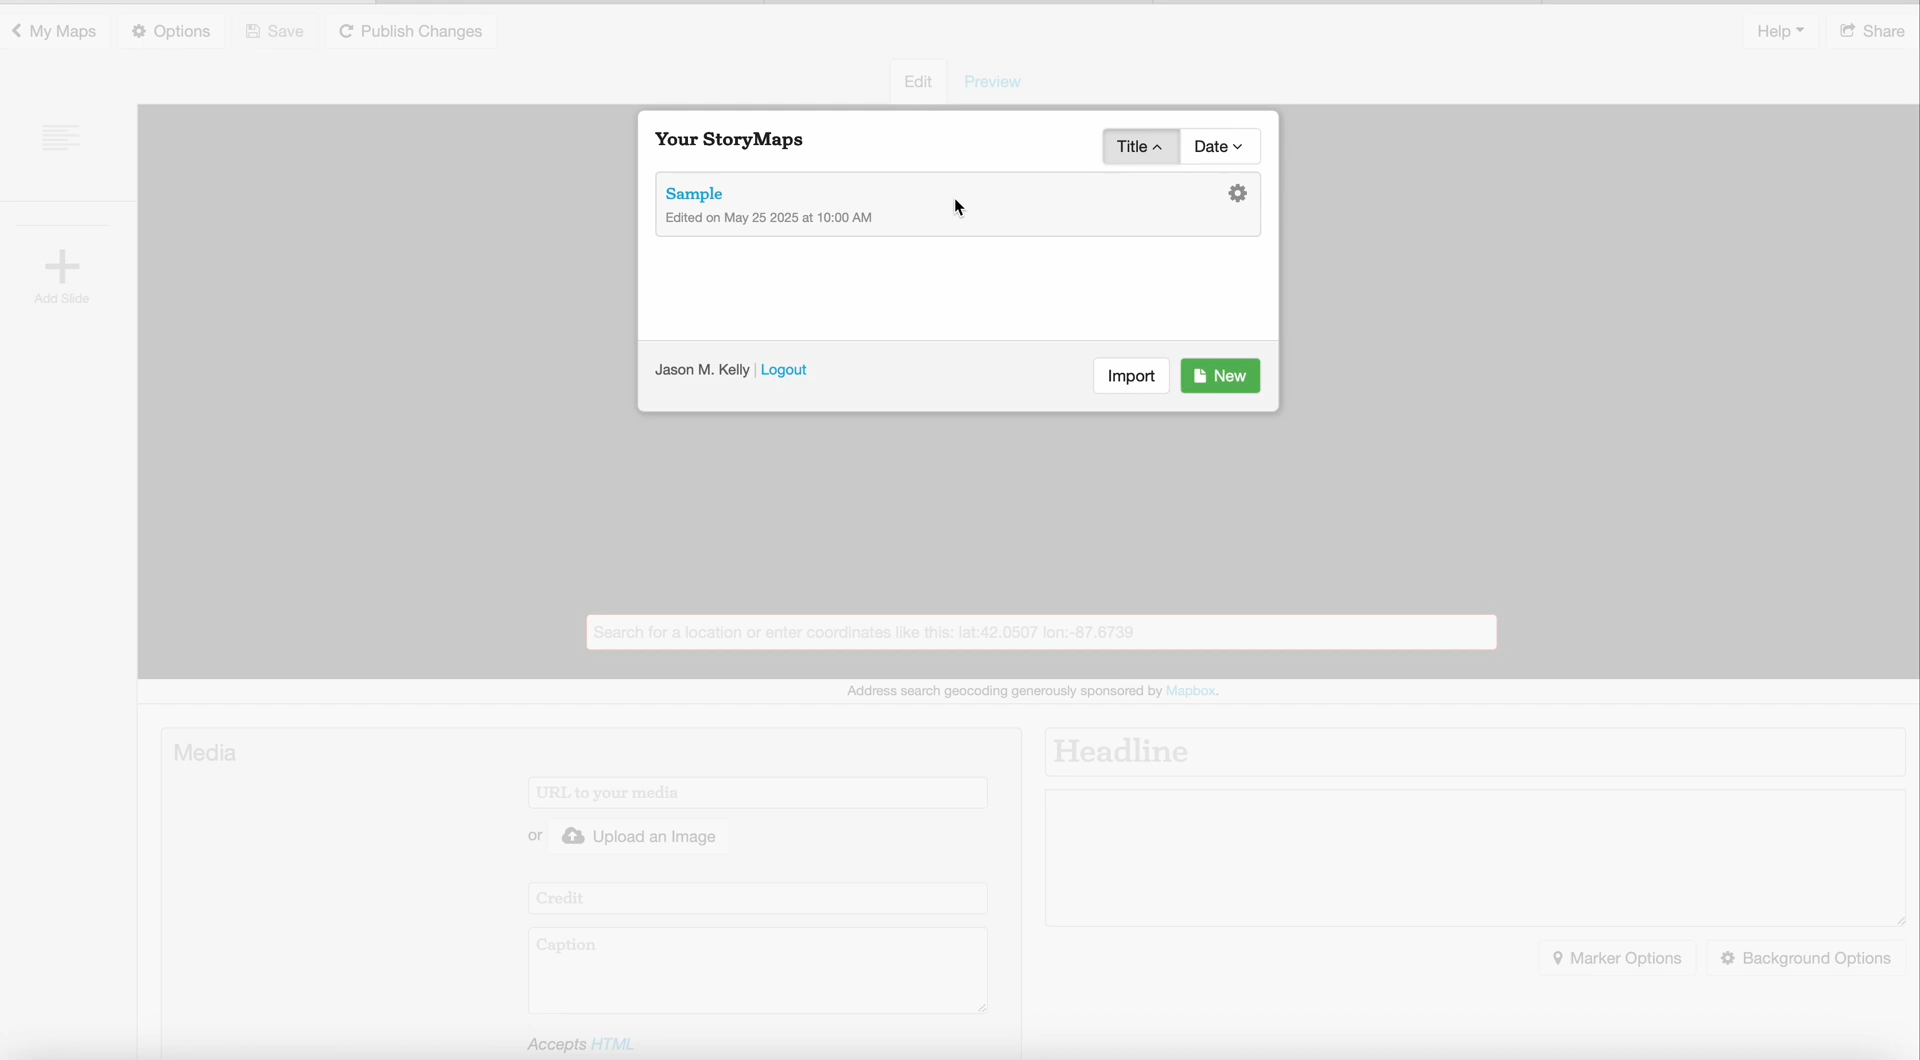 My Maps
Options
Save
Publish Changes
Help
Share
Edit
Preview
Your StoryMaps
Title
Date
Sample
Edited on May 25 2025 at 10:00 AM
Add Slide
Jason M. Kelly | Logout
Import
New
Search for a location or enter coordinates like this: lat:42.0507 lon:-87.6739
Address search geocoding generously sponsored by Mapbox.
Media
Headline
URL to your media
or Upload an Image
Credit
Caption
Marker Options
Background Options
Accepts HTML